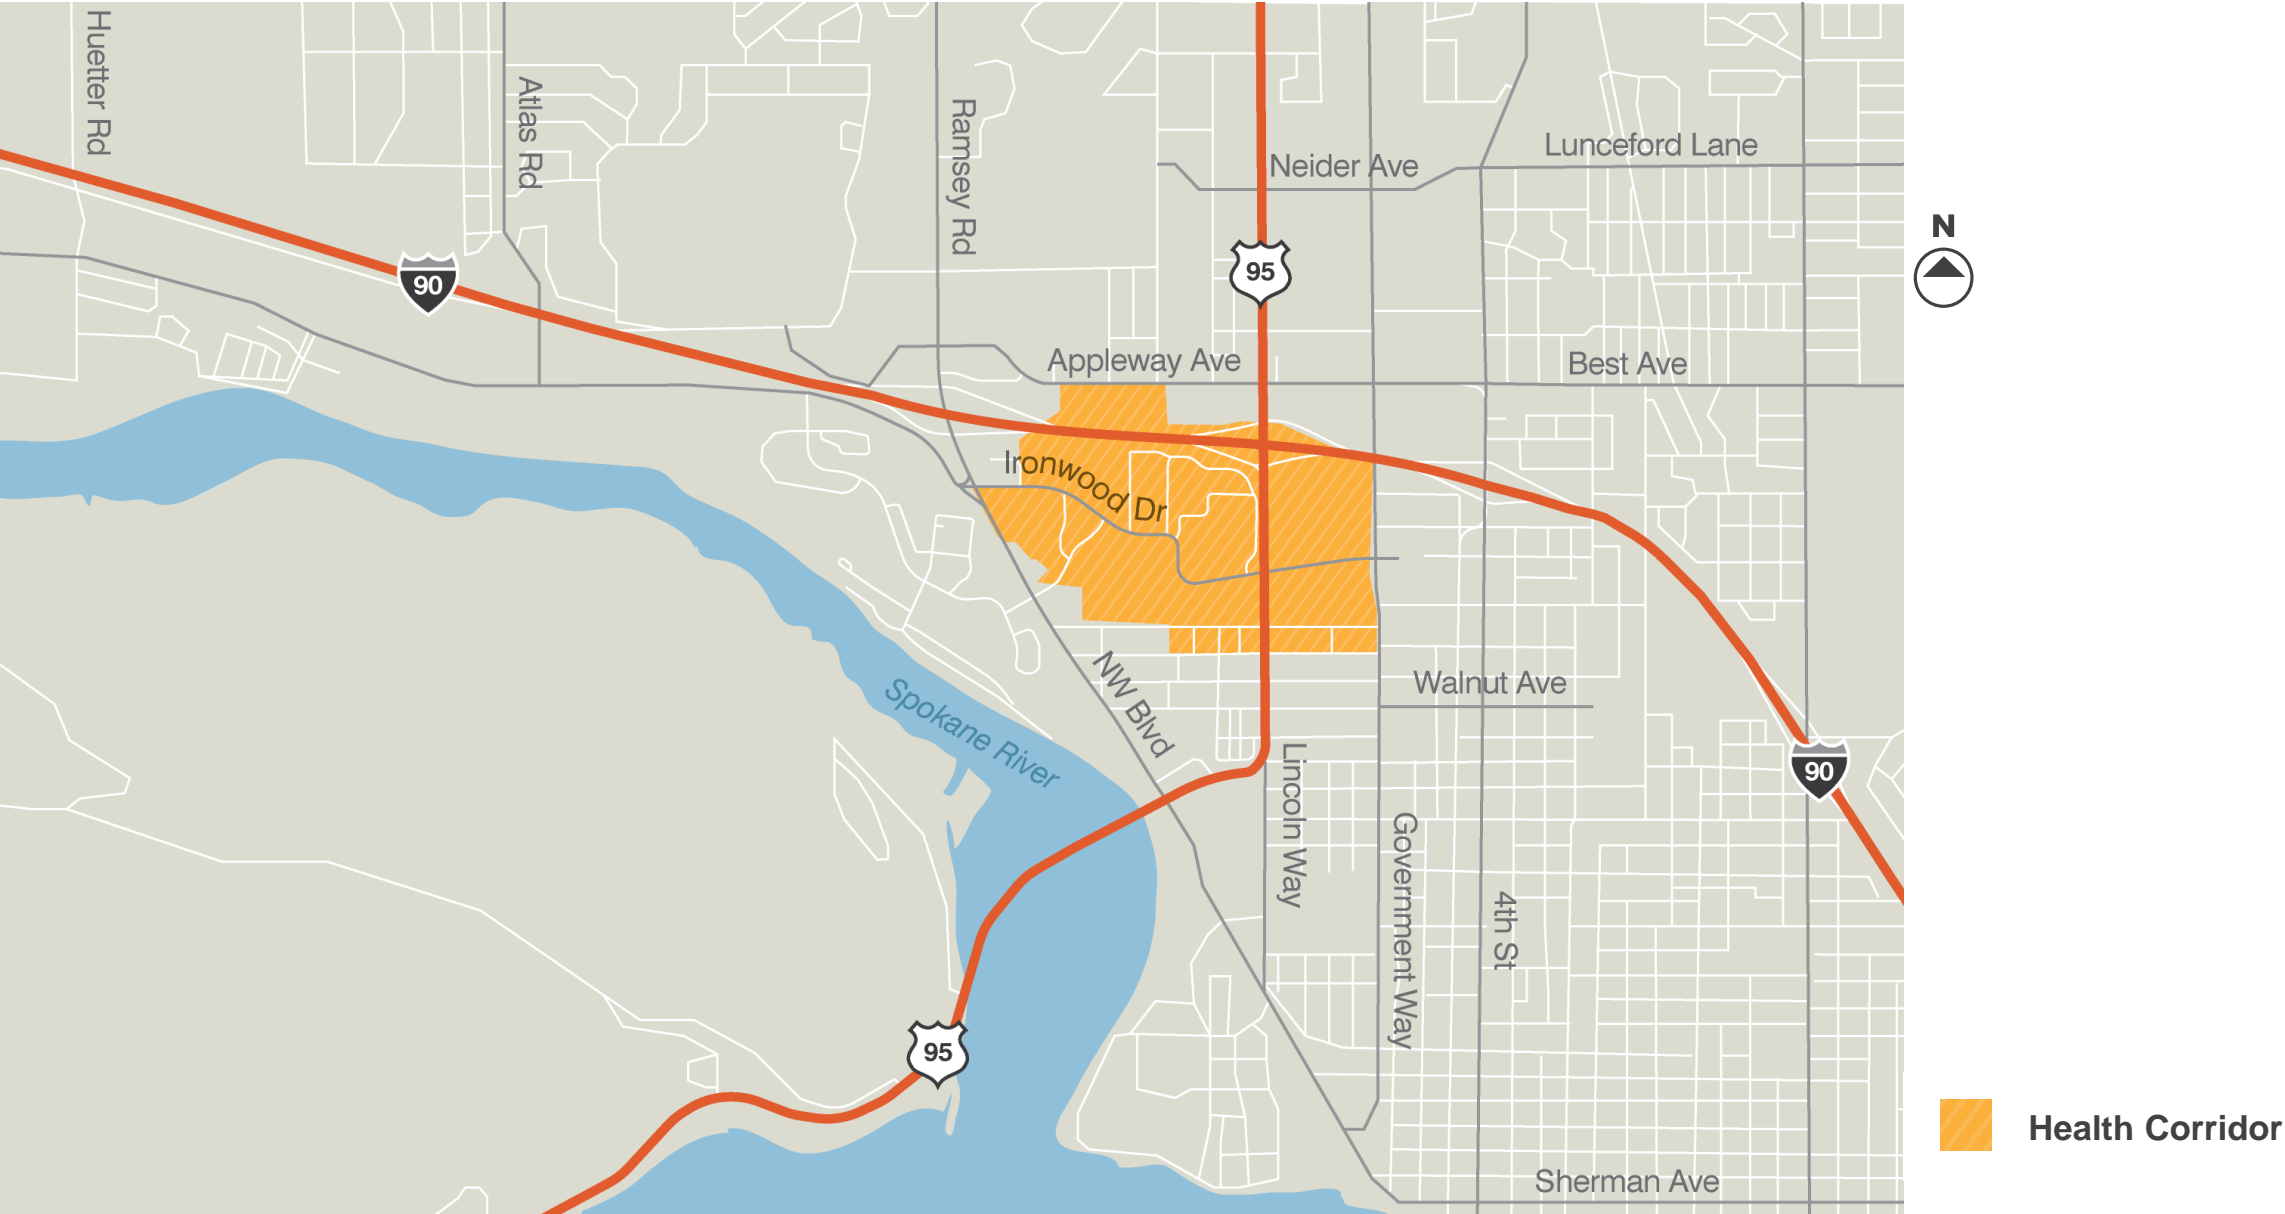 Huetter Rd
Atlas Rd
Ramsey Rd
Neider Ave
Lunceford Lane
N
90
95
Appleway Ave
Best Ave
Ironwood Dr
Walnut Ave
NW Blvd
Spokane River
Lincoln Way
90
Government Way
4th St
95
Health Corridor
Sherman Ave